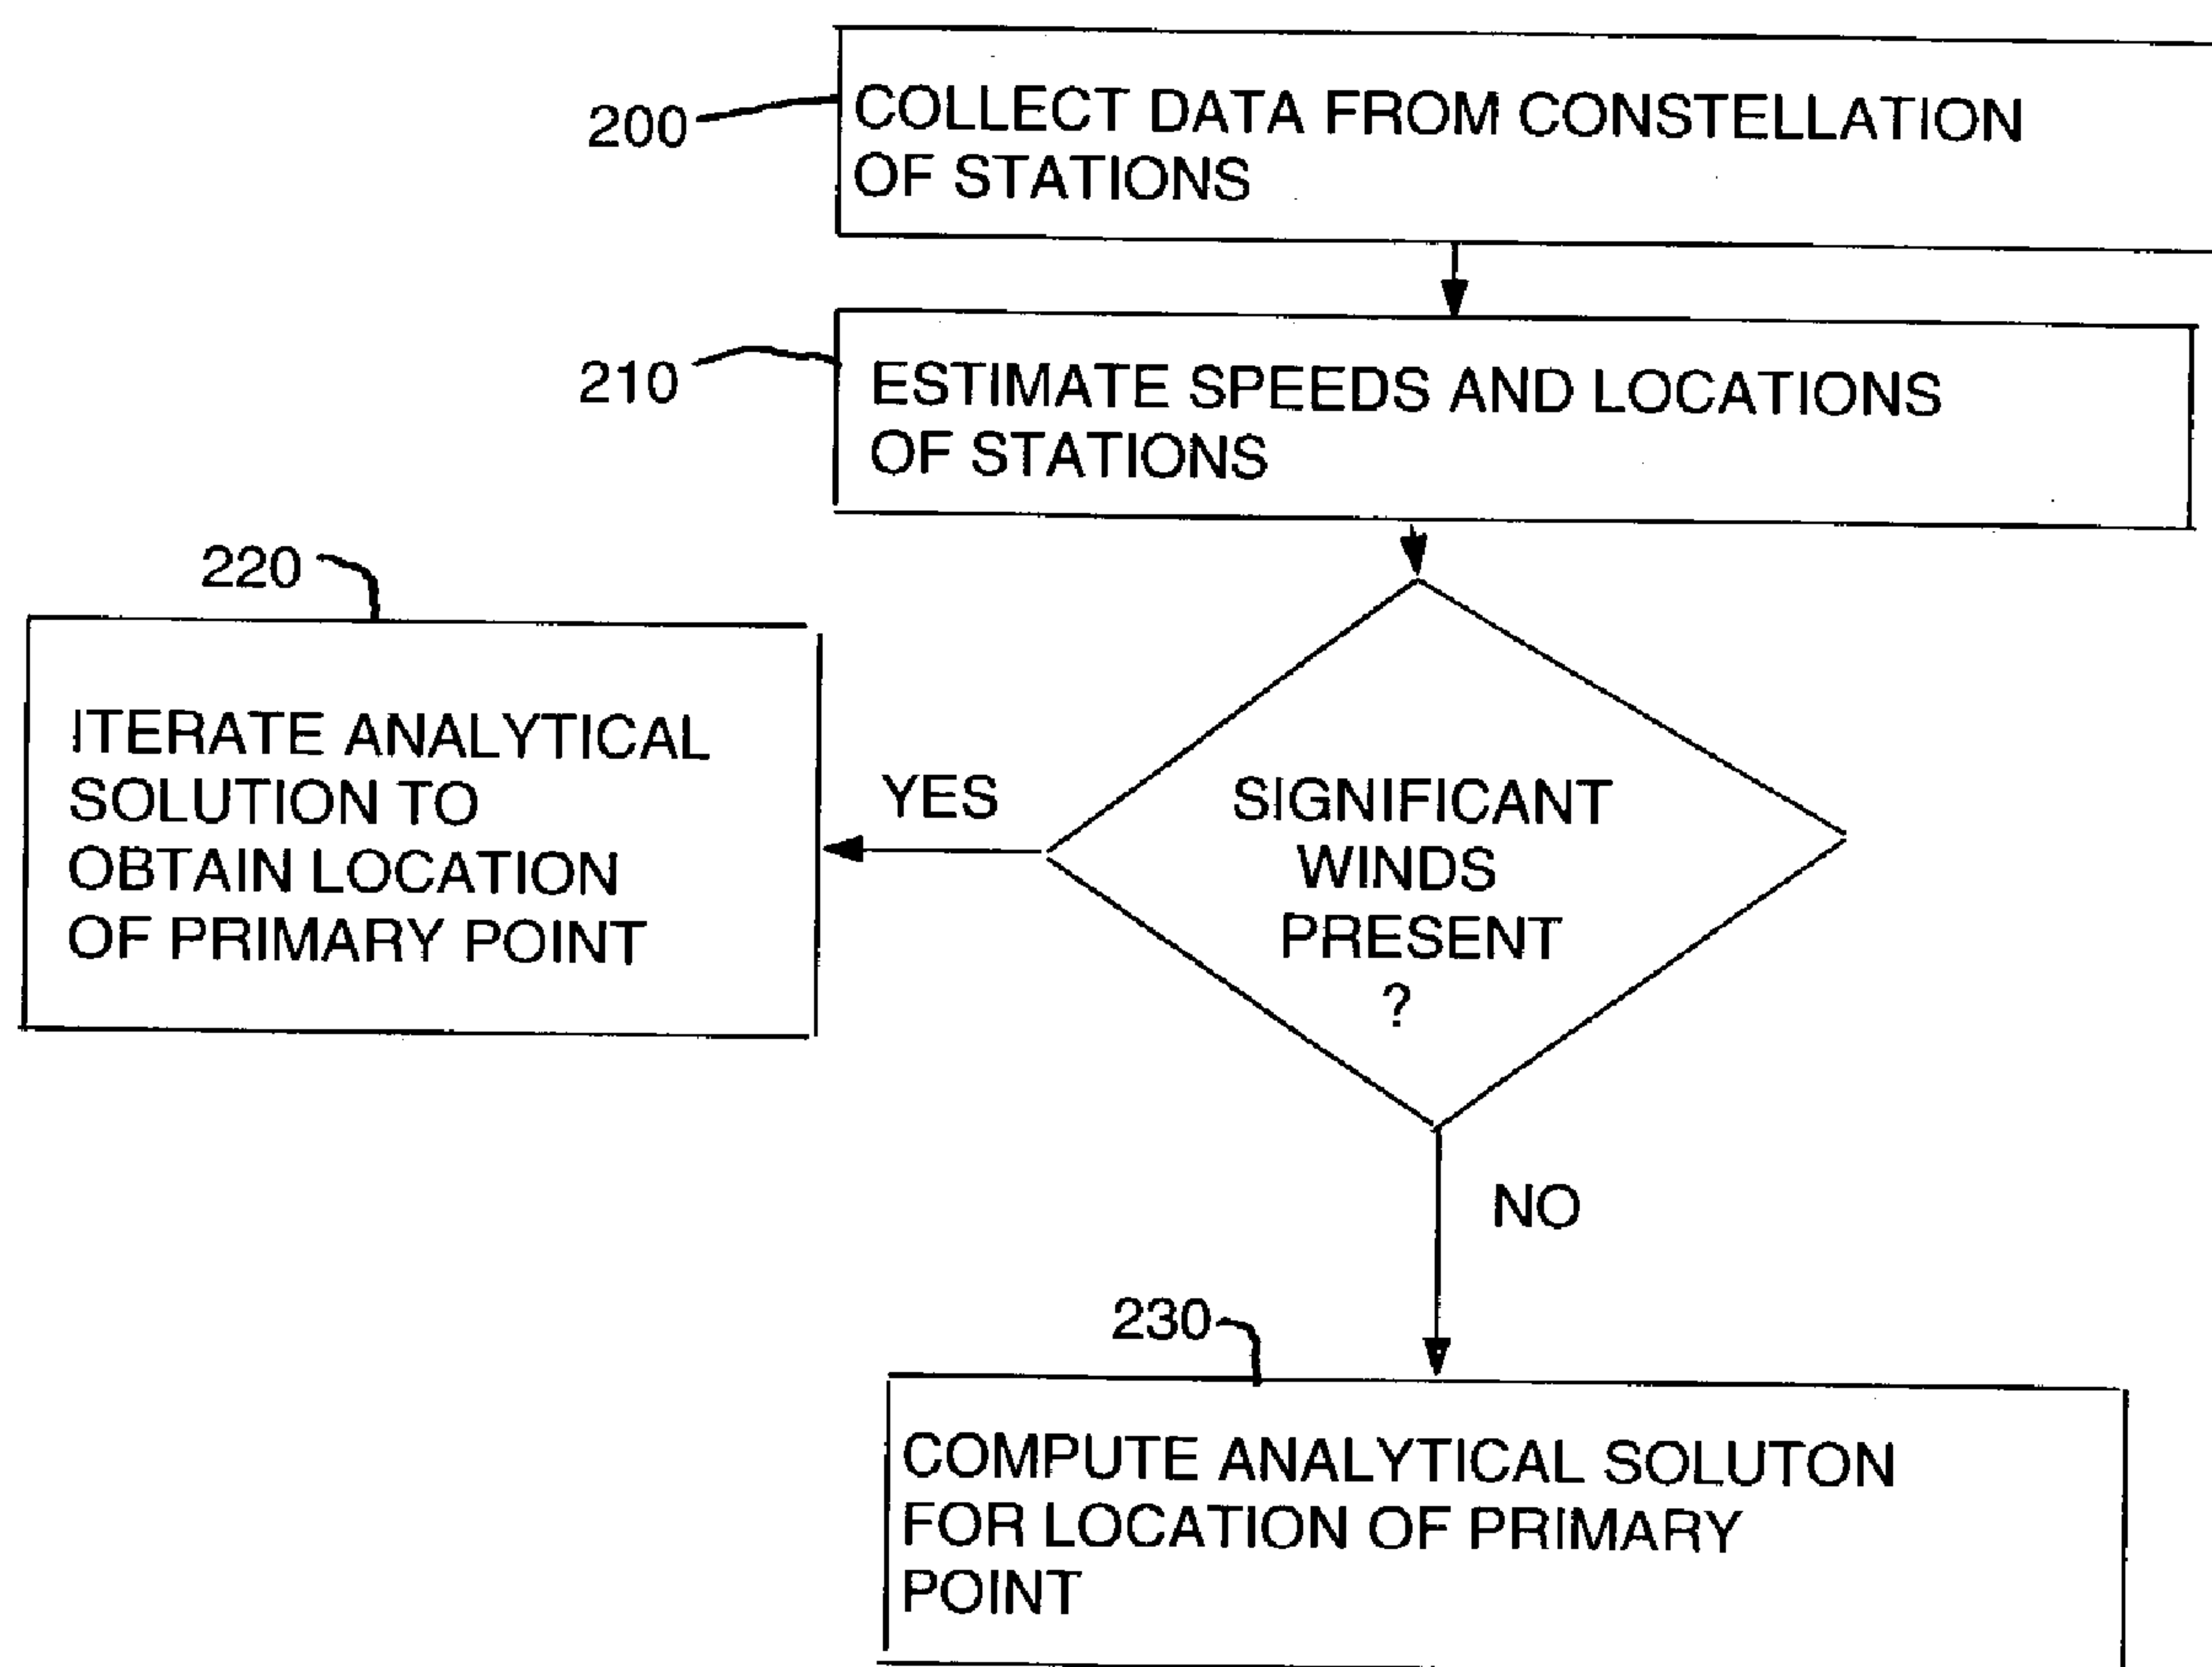 200
COLLECT DATA FROM CONSTELLATION
OF STATIONS
210
ESTIMATE SPEEDS AND LOCATIONS
OF STATIONS
220
ITERATE ANALYTICAL
SOLUTION TO
OBTAIN LOCATION
OF PRIMARY POINT
YES
SIGNIFICANT
WINDS
PRESENT
?
NO
230
COMPUTE ANALYTICAL SOLUTON
FOR LOCATION OF PRIMARY
POINT